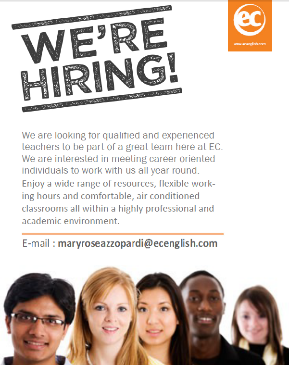 WE'RE
HIRING!
ec
www.ecenglish.com
We are looking for qualified and experienced
teachers to be part of a great team here at EC.
We are interested in meeting career oriented
individuals to work with us all year round.
Enjoy a wide range of resources, flexible work-
ing hours and comfortable, air conditioned
classrooms all within a highly professional and
academic environment.
E-mail : maryroseazzopardi@ecenglish.com